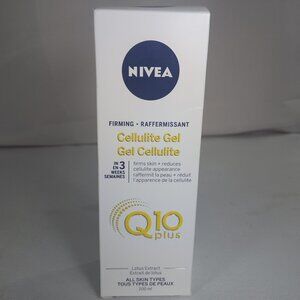 NIVEA
FIRMING • RAFFERMISSANT
Cellulite Gel
Gel Cellulite
IN 3 WEEKS
EN 3 SEMAINES
firms skin + reduces
cellulite appearance
raffermit la peau + réduit
l'apparence de la cellulite
Q10
plus
Lotus Extract
Extrait de lotus
ALL SKIN TYPES
TOUS TYPES DE PEAUX
200 ml